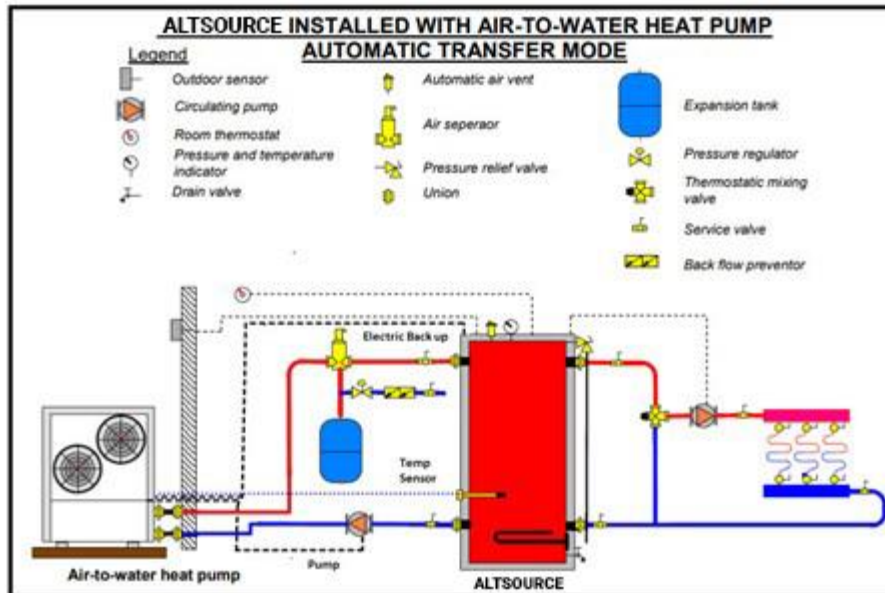 ALTSOURCE INSTALLED WITH AIR-TO-WATER HEAT PUMP
AUTOMATIC TRANSFER MODE
Legend
Outdoor sensor
Circulating pump
Room thermostat
Pressure and temperature
indicator
Drain valve
Automatic air vent
Air seperaor
Pressure relief valve
Union
Expansion tank
Pressure regulator
Thermostatic mixing
valve
Service valve
Back flow preventor
Electric Back up
Temp
Sensor
Pump
Air-to-water heat pump
ALTSOURCE